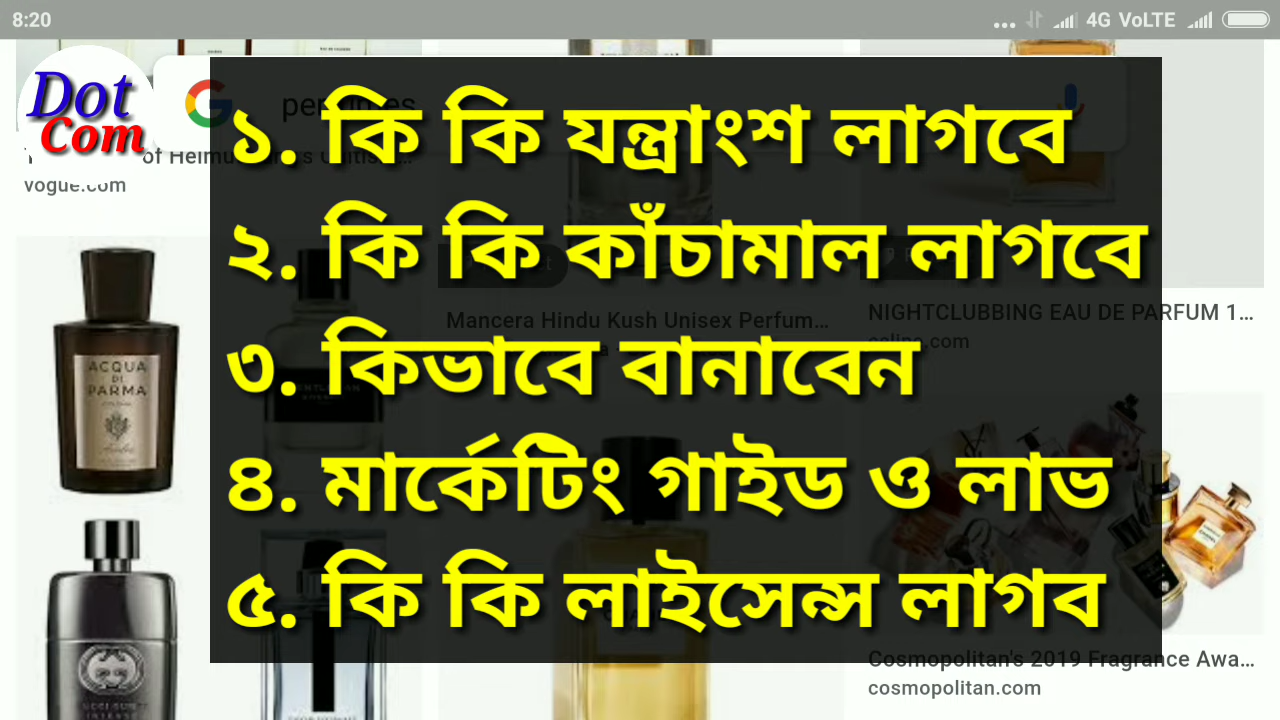 8:20
4G VoLTE
Dot
Com
vogue.com
১. কি কি যন্ত্রাংশ লাগবে
২. কি কি কাঁচামাল লাগবে
Mancera Hindu Kush Unisex Perfum...
NIGHTCLUBBING EAU DE PARFUM 1...
celine.com
৩. কিভাবে বানাবেন
ACQUA
DI
PARMA
৪. মার্কেটিং গাইড ও লাভ
৫. কি কি লাইসেন্স লাগব
Cosmopolitan's 2019 Fragrance Awa...
cosmopolitan.com